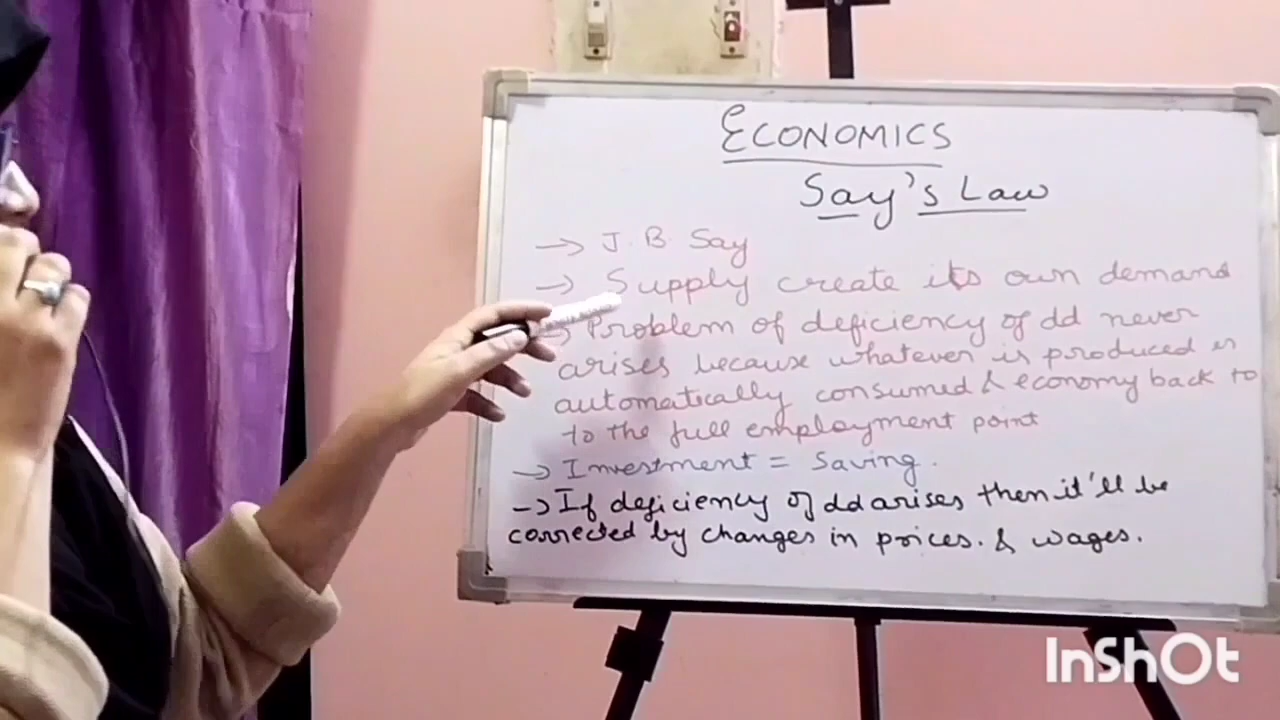 ECONOMICS
Say's Law
→ J. B. Say
→ Supply create its own demand
→ Problem of deficiency of dd never
arises because whatever is produced is
automatically consumed & economy back to
to the full employment point
→ Investment = Saving.
→ If deficiency of dd arises then it'll be
corrected by changes in prices. & wages.
InShOt